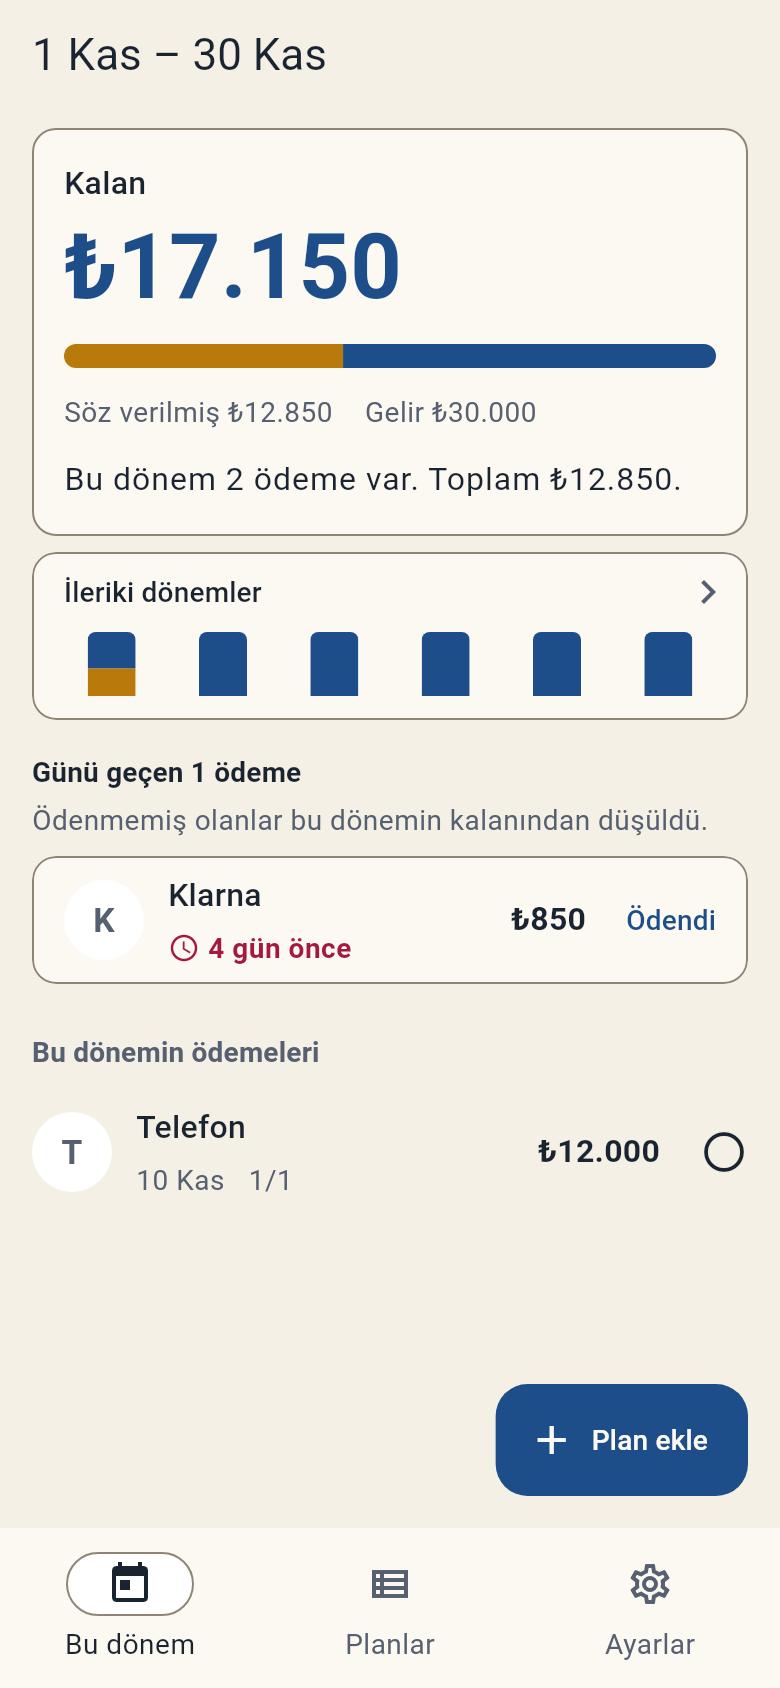 1 Kas – 30 Kas
Kalan
₺17.150
Söz verilmiş ₺12.850 Gelir ₺30.000
Bu dönem 2 ödeme var. Toplam ₺12.850.
İleriki dönemler
Günü geçen 1 ödeme
Ödenmemiş olanlar bu dönemin kalanından düşüldü.
K
Klarna
4 gün önce
₺850
Ödendi
Bu dönemin ödemeleri
T
Telefon
10 Kas 1/1
₺12.000
Plan ekle
Bu dönem
Planlar
Ayarlar